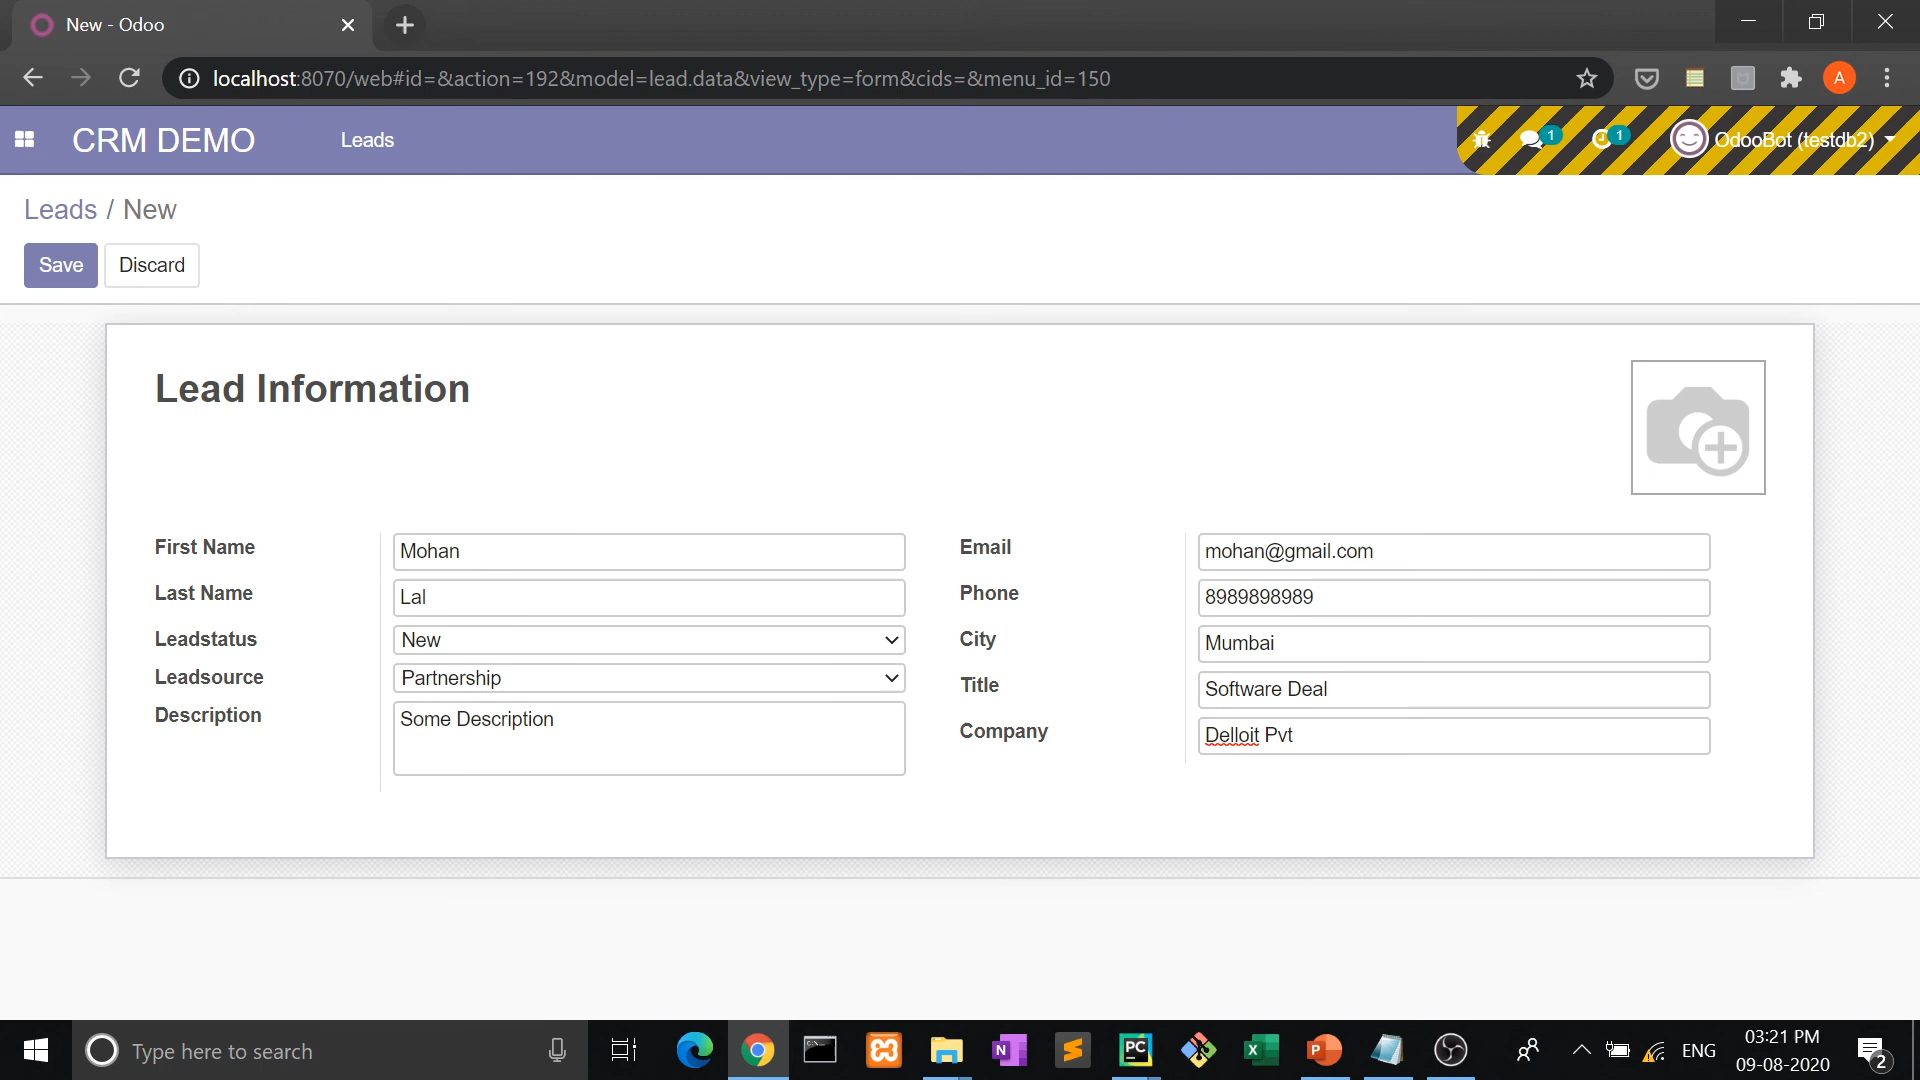 New - Odoo
localhost:8070/web#id=&action=192&model=lead.data&view_type=form&cids=&menu_id=150
A
CRM DEMO
Leads
1
1
OdooBot (testdb2)
Leads / New
Save
Discard
Lead Information
First Name
Mohan
Last Name
Lal
Leadstatus
New
Leadsource
Partnership
Description
Some Description
Email
mohan@gmail.com
Phone
8989898989
City
Mumbai
Title
Software Deal
Company
Delloit Pvt
Type here to search
N
PC
X
P
ENG
03:21 PM
09-08-2020
2